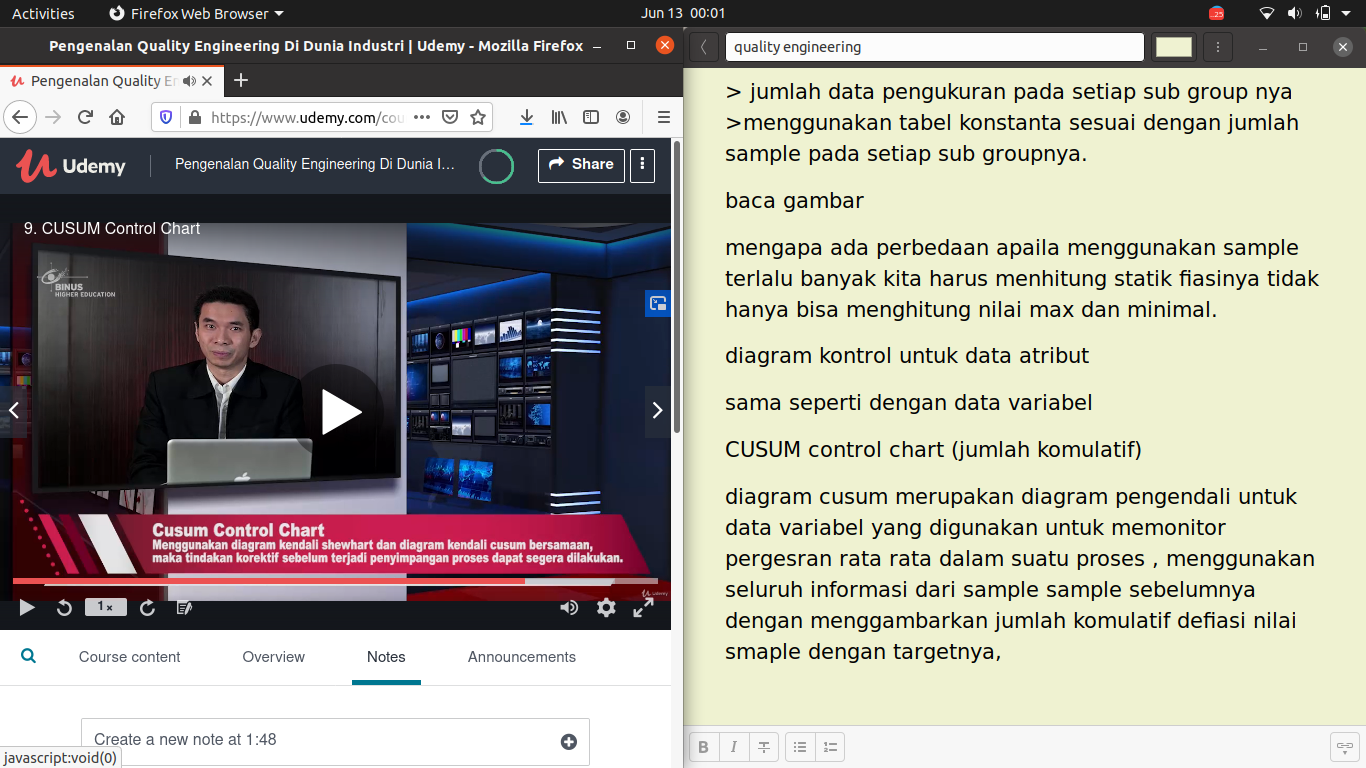 Activities
Firefox Web Browser
Jun 13 00:01
Pengenalan Quality Engineering Di Dunia Industri | Udemy - Mozilla Firefox
Pengenalan Quality En
https://www.udemy.com/cou
Udemy
Pengenalan Quality Engineering Di Dunia I...
Share
9. CUSUM Control Chart
BINUS
HIGHER EDUCATION
Cusum Control Chart
Menggunakan diagram kendali shewhart dan diagram kendali cusum bersamaan,
maka tindakan korektif sebelum terjadi penyimpangan proses dapat segera dilakukan.
Udemy
1×
Course content
Overview
Notes
Announcements
Create a new note at 1:48
javascript:void(0)
quality engineering
> jumlah data pengukuran pada setiap sub group nya
>menggunakan tabel konstanta sesuai dengan jumlah
sample pada setiap sub groupnya.
baca gambar
mengapa ada perbedaan apaila menggunakan sample
terlalu banyak kita harus menhitung statik fiasinya tidak
hanya bisa menghitung nilai max dan minimal.
diagram kontrol untuk data atribut
sama seperti dengan data variabel
CUSUM control chart (jumlah komulatif)
diagram cusum merupakan diagram pengendali untuk
data variabel yang digunakan untuk memonitor
pergesran rata rata dalam suatu proses , menggunakan
seluruh informasi dari sample sample sebelumnya
dengan menggambarkan jumlah komulatif defiasi nilai
smaple dengan targetnya,
B
I
T